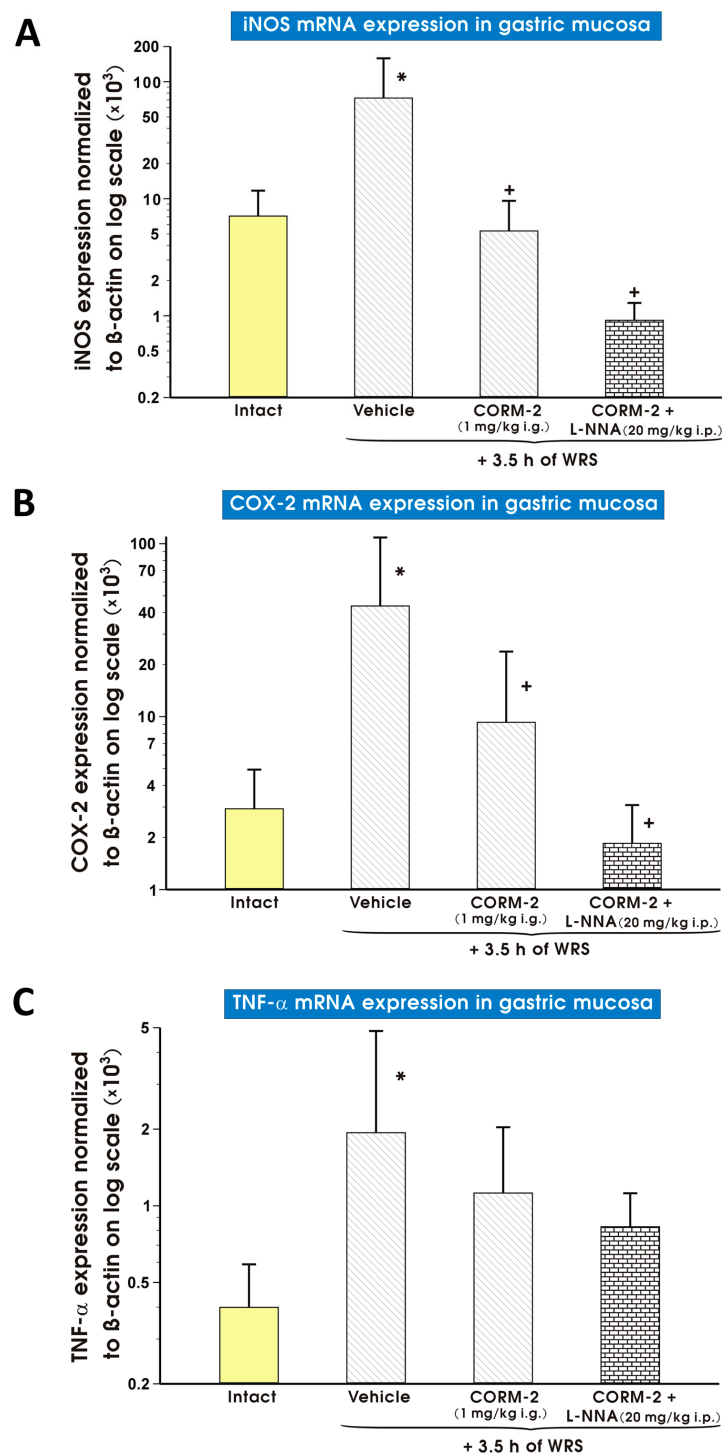 A
iNOS mRNA expression in gastric mucosa
iNOS expression normalized
to ß-actin on log scale (×10³)
200
100
50
20
10
5
2
1
0.5
0.2
*
+
+
Intact
Vehicle
CORM-2
(1 mg/kg i.g.)
CORM-2 +
L-NNA (20 mg/kg i.p.)
+ 3.5 h of WRS
B
COX-2 mRNA expression in gastric mucosa
COX-2 expression normalized
to ß-actin on log scale (×10³)
100
70
40
20
10
7
4
2
1
*
+
+
Intact
Vehicle
CORM-2
(1 mg/kg i.g.)
CORM-2 +
L-NNA (20 mg/kg i.p.)
+ 3.5 h of WRS
C
TNF-α mRNA expression in gastric mucosa
TNF-α expression normalized
to ß-actin on log scale (×10³)
5
2
1
0.5
0.2
*
Intact
Vehicle
CORM-2
(1 mg/kg i.g.)
CORM-2 +
L-NNA (20 mg/kg i.p.)
+ 3.5 h of WRS